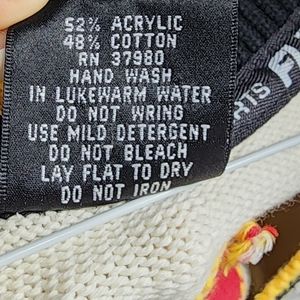 52% ACRYLIC
48% COTTON
RN 37980
HAND WASH
IN LUKEWARM WATER
DO NOT WRING
USE MILD DETERGENT
DO NOT BLEACH
LAY FLAT TO DRY
DO NOT IRON